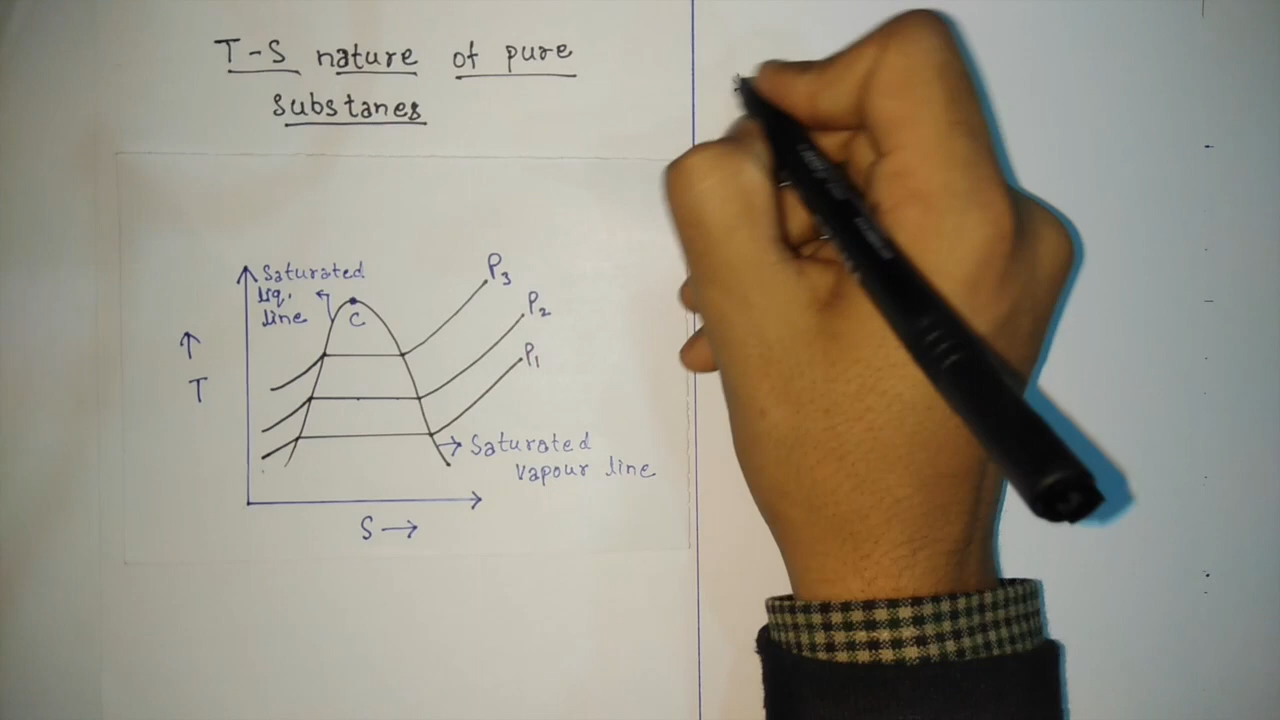 T-S nature of pure
substanes
Saturated
liq.
line
C
P3
P2
P1
↑
T
Saturated
vapour line
S →